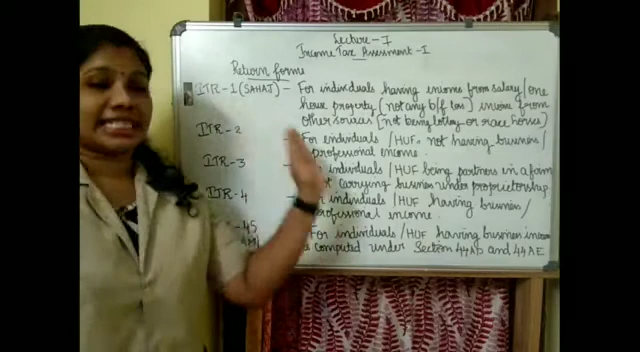 Lecture - 7
Income Tax Assessment - I
Return forms
ITR-1 (SAHAJ) - For individuals having income from salary/one
house property [not any b/f loss] income from
other sources [not being lottery or race horses]
ITR-2 For individuals/HUF not having business/
professional income.
ITR-3 - individuals/HUF being partners in a firm
carrying business under proprietorship
ITR-4 - individuals/HUF having business/
professional income.
-4S For individuals/HUF having business income
is computed under Section 44AD and 44AE